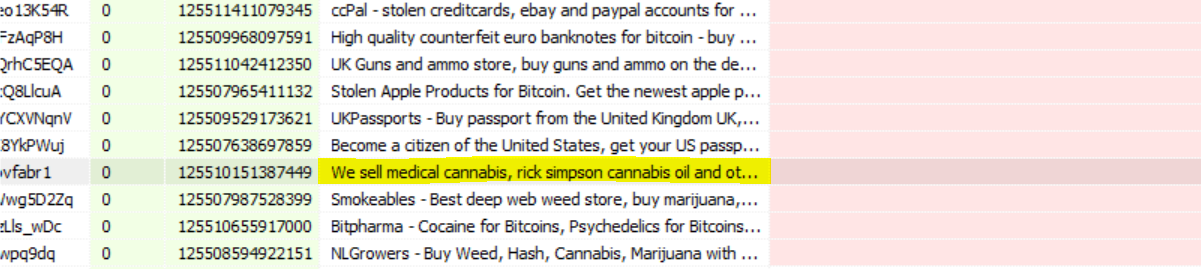 eo13K54R 0 125511411079345 ccPal - stolen creditcards, ebay and paypal accounts for ...
FzAqP8H 0 125509968097591 High quality counterfeit euro banknotes for bitcoin - buy ...
QrhC5EQA 0 125511042412350 UK Guns and ammo store, buy guns and ammo on the de...
0 125507965411132 Stolen Apple Products for Bitcoin. Get the newest apple p...
YCXVNqnV 0 125509529173621 UKPassports - Buy passport from the United Kingdom UK,...
8YkPWuj 0 125507638697859 Become a citizen of the United States, get your US passp...
vfabr1 0 125510151387449 We sell medical cannabis, rick simpson cannabis oil and ot...
wg5D2Zq 0 125507987528399 Smokeables - Best deep web weed store, buy marijuana,...
0 125510655917000 Bitpharma - Cocaine for Bitcoins, Psychedelics for Bitcoins...
wpq9dq 0 125508594922151 NLGrowers - Buy Weed, Hash, Cannabis, Marijuana with ...